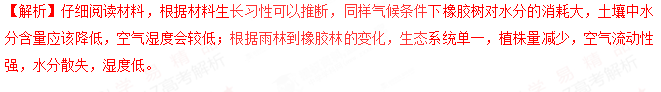 【解析】仔细阅读材料，根据材料生长习性可以推断，同样气候条件下橡胶树对水分的消耗大，土壤中水
分含量应该降低，空气湿度会较低；根据雨林到橡胶林的变化，生态系统单一，植株量减少，空气流动性
强，水分散失，湿度低。